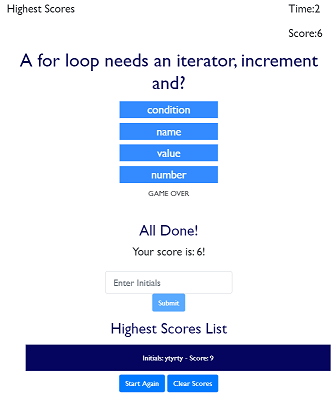 Highest Scores Time:2
Score:6
A for loop needs an iterator, increment
and?
condition
name
value
number
GAME OVER
All Done!
Your score is: 6!
Enter Initials
Submit
Highest Scores List
Initials: ytyrty - Score: 9
Start Again Clear Scores